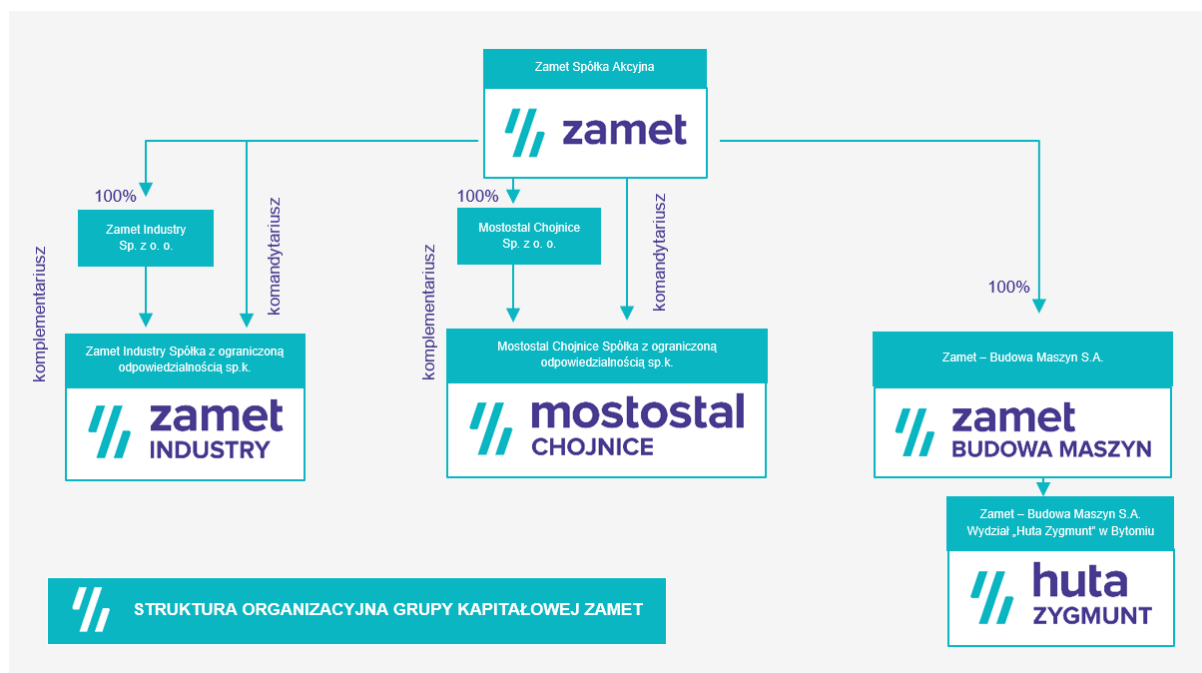 Zamet Spółka Akcyjna
zamet
100%
Zamet Industry
Sp. z o. o.
komplementariusz
komandytariusz
Zamet Industry Spółka z ograniczoną
odpowiedzialnością sp.k.
zamet
INDUSTRY
100%
Mostostal Chojnice
Sp. z o. o.
komplementariusz
komandytariusz
Mostostal Chojnice Spółka z ograniczoną
odpowiedzialnością sp.k.
mostostal
CHOJNICE
100%
Zamet – Budowa Maszyn S.A.
zamet
BUDOWA MASZYN
Zamet – Budowa Maszyn S.A.
Wydział „Huta Zygmunt” w Bytomiu
huta
ZYGMUNT
STRUKTURA ORGANIZACYJNA GRUPY KAPITAŁOWEJ ZAMET